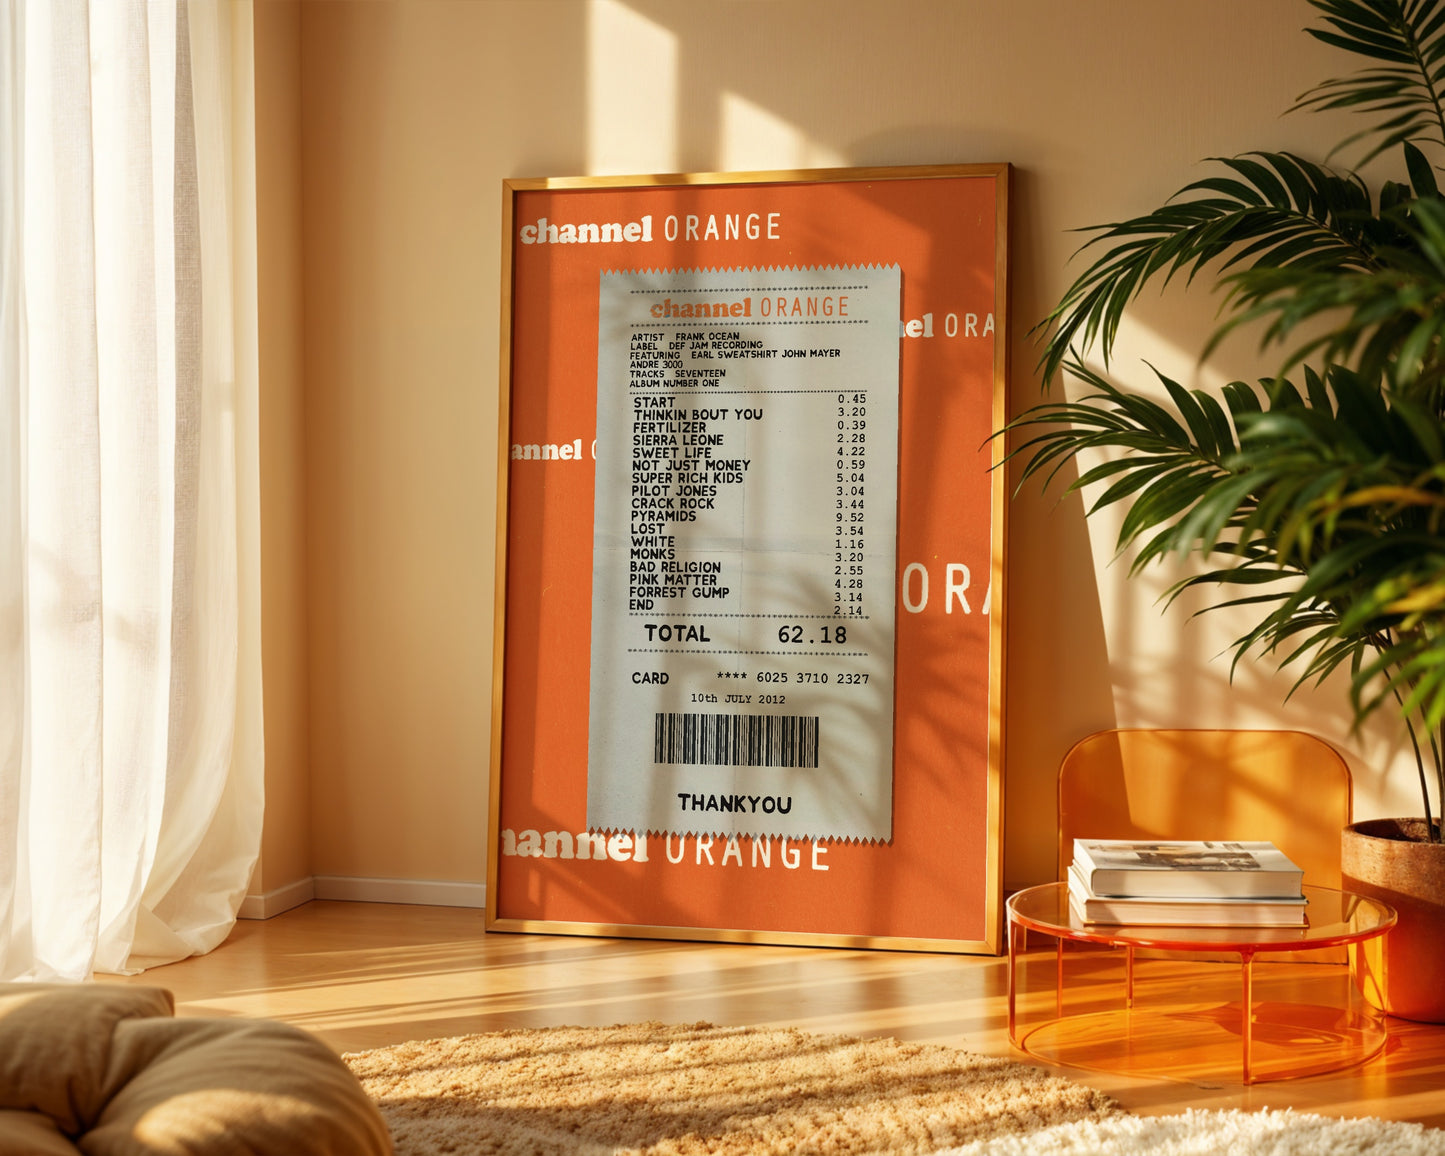 channel ORANGE
channel ORANGE
nel ORA
ARTIST FRANK OCEAN
LABEL DEF JAM RECORDING
FEATURING EARL SWEATSHIRT JOHN MAYER
ANDRE 3000
TRACKS SEVENTEEN
ALBUM NUMBER ONE
START 0.45
THINKIN BOUT YOU 3.20
FERTILIZER 0.39
SIERRA LEONE 2.28
annel
SWEET LIFE 4.22
NOT JUST MONEY 0.59
SUPER RICH KIDS 5.04
PILOT JONES 3.04
CRACK ROCK 3.44
PYRAMIDS 9.52
LOST 3.54
WHITE 1.16
MONKS 3.20
BAD RELIGION 2.55
PINK MATTER 4.28
FORREST GUMP 3.14
END 2.14
ORA
TOTAL 62.18
CARD **** 6025 3710 2327
10th JULY 2012
THANKYOU
hannel ORANGE